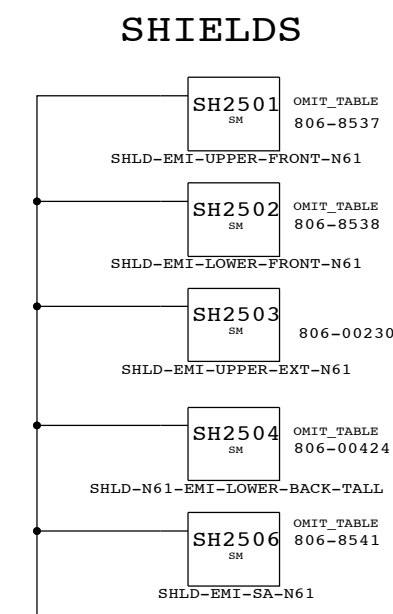 SHIELDS
SH2501
SM
OMIT_TABLE
806-8537
SHLD-EMI-UPPER-FRONT-N61
SH2502
SM
OMIT_TABLE
806-8538
SHLD-EMI-LOWER-FRONT-N61
SH2503
SM
806-00230
SHLD-EMI-UPPER-EXT-N61
SH2504
SM
OMIT_TABLE
806-00424
SHLD-N61-EMI-LOWER-BACK-TALL
SH2506
SM
OMIT_TABLE
806-8541
SHLD-EMI-SA-N61